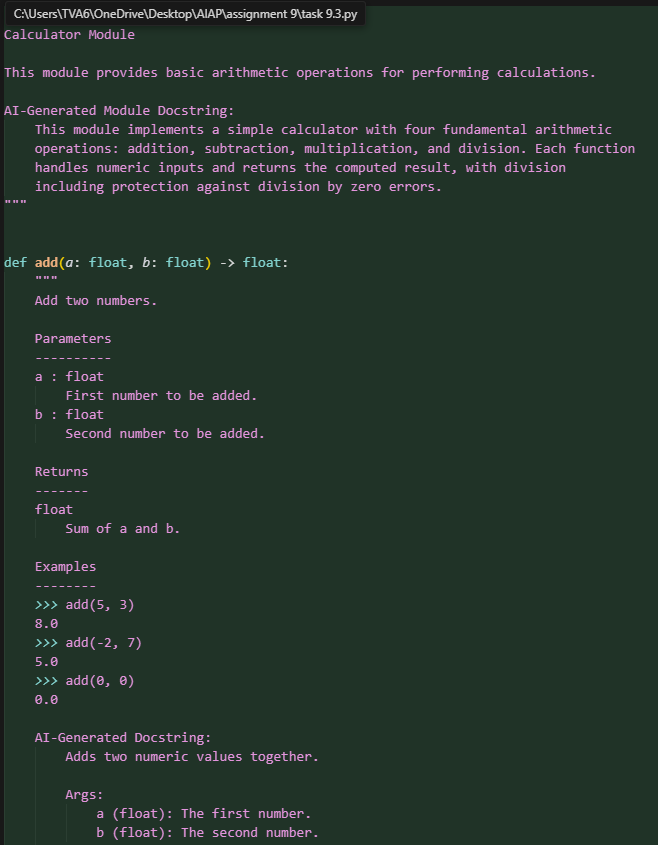 C:\Users\TVA6\OneDrive\Desktop\AIAP\assignment 9\task 9.3.py
Calculator Module
This module provides basic arithmetic operations for performing calculations.
AI-Generated Module Docstring:
This module implements a simple calculator with four fundamental arithmetic
operations: addition, subtraction, multiplication, and division. Each function
handles numeric inputs and returns the computed result, with division
including protection against division by zero errors.
"""
def add(a: float, b: float) -> float:
"""
Add two numbers.
Parameters
----------
a : float
First number to be added.
b : float
Second number to be added.
Returns
-------
float
Sum of a and b.
Examples
--------
>>> add(5, 3)
8.0
>>> add(-2, 7)
5.0
>>> add(0, 0)
0.0
AI-Generated Docstring:
Adds two numeric values together.
Args:
a (float): The first number.
b (float): The second number.